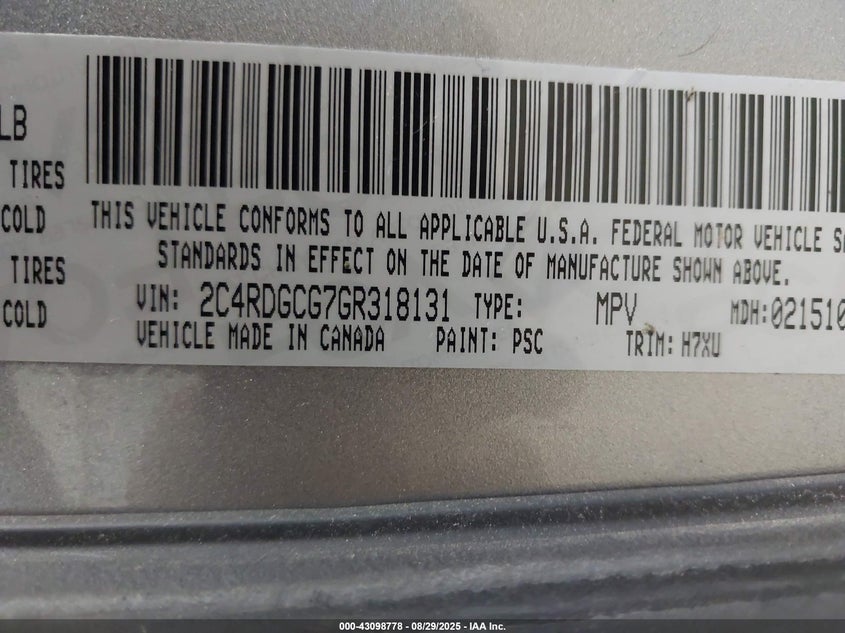 LB
TIRES
COLD
TIRES
COLD
THIS VEHICLE CONFORMS TO ALL APPLICABLE U.S.A. FEDERAL MOTOR VEHICLE SA
STANDARDS IN EFFECT ON THE DATE OF MANUFACTURE SHOWN ABOVE.
VIN: 2C4RDGCG7GR318131 TYPE: MPV MDH:021510
VEHICLE MADE IN CANADA PAINT: PSC TRIM: H7XU
000-43098778 - 08/29/2025 - IAA Inc.